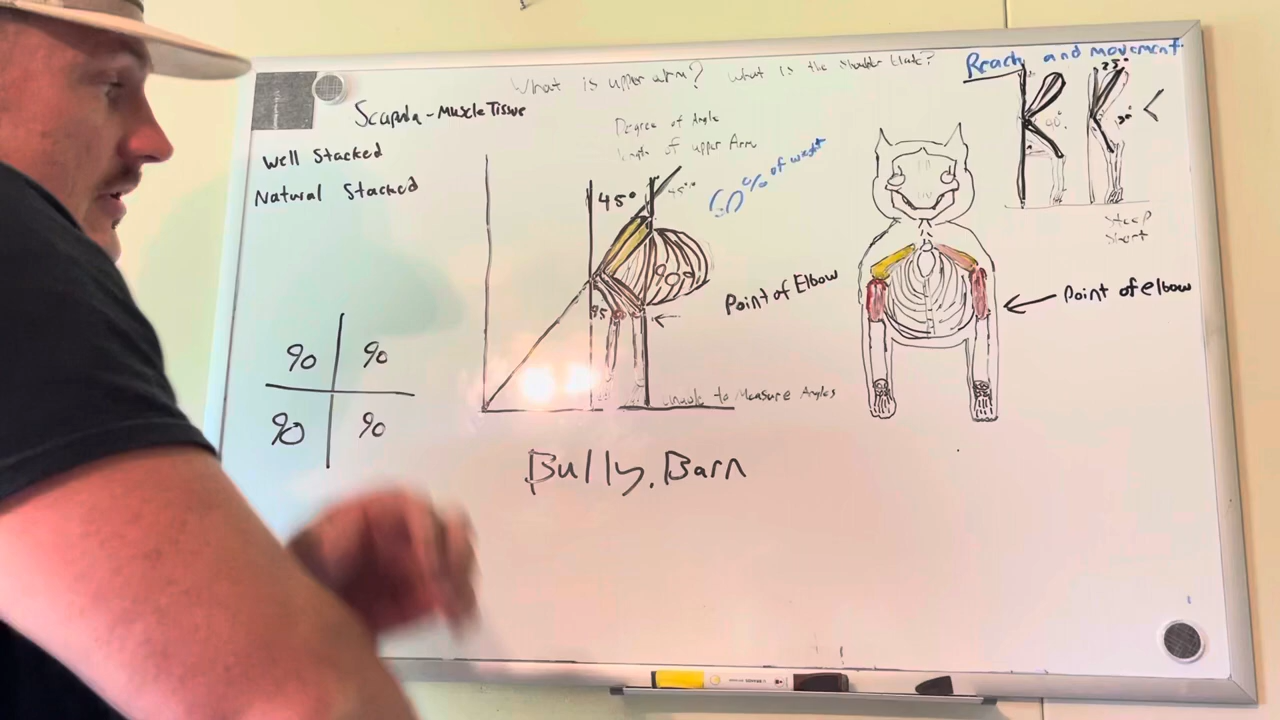 What is upper arm? What is the shoulder blade?
Reach and movement
Scapula - Muscle Tissue
Well Stacked
Natural Stacked
Degree of Angle
length of upper Arm
60% of weight
45°
45°
90
Point of Elbow
unable to Measure Angles
Point of elbow
25°
90°
Steep
Short
90 90
90 90
Bully. Barn